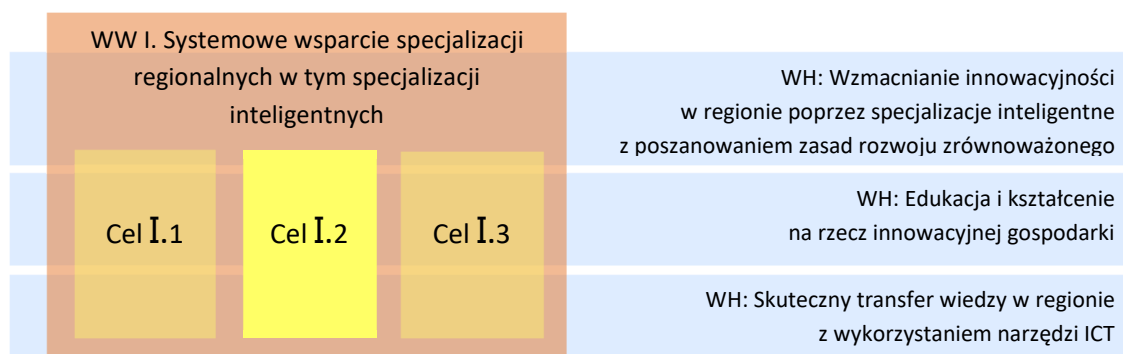 WW I. Systemowe wsparcie specjalizacji
regionalnych w tym specjalizacji
inteligentnych
WH: Wzmacnianie innowacyjności
w regionie poprzez specjalizacje inteligentne
z poszanowaniem zasad rozwoju zrównoważonego
Cel I.1
Cel I.2
Cel I.3
WH: Edukacja i kształcenie
na rzecz innowacyjnej gospodarki
WH: Skuteczny transfer wiedzy w regionie
z wykorzystaniem narzędzi ICT